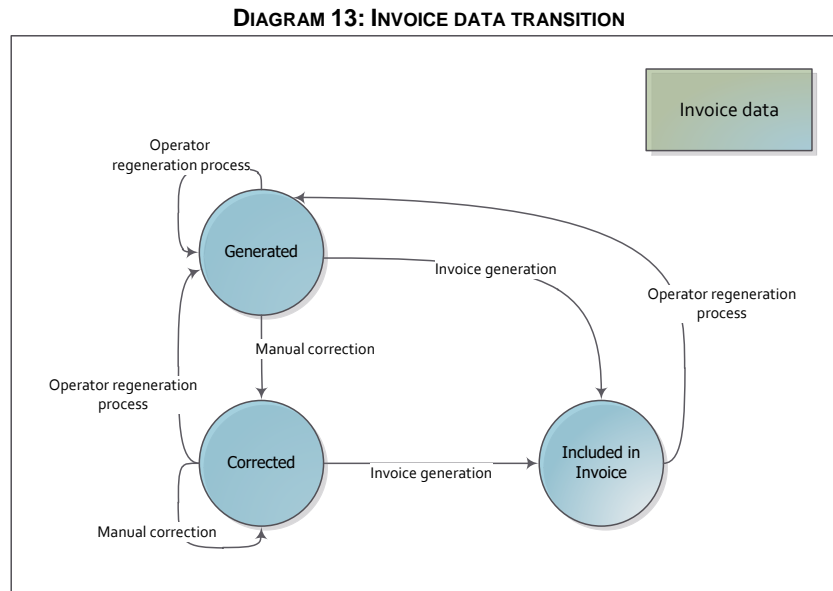 DIAGRAM 13: INVOICE DATA TRANSITION
Invoice data
Operator
regeneration process
Generated
Invoice generation
Operator regeneration
process
Manual correction
Operator regeneration
process
Corrected
Invoice generation
Included in
Invoice
Manual correction